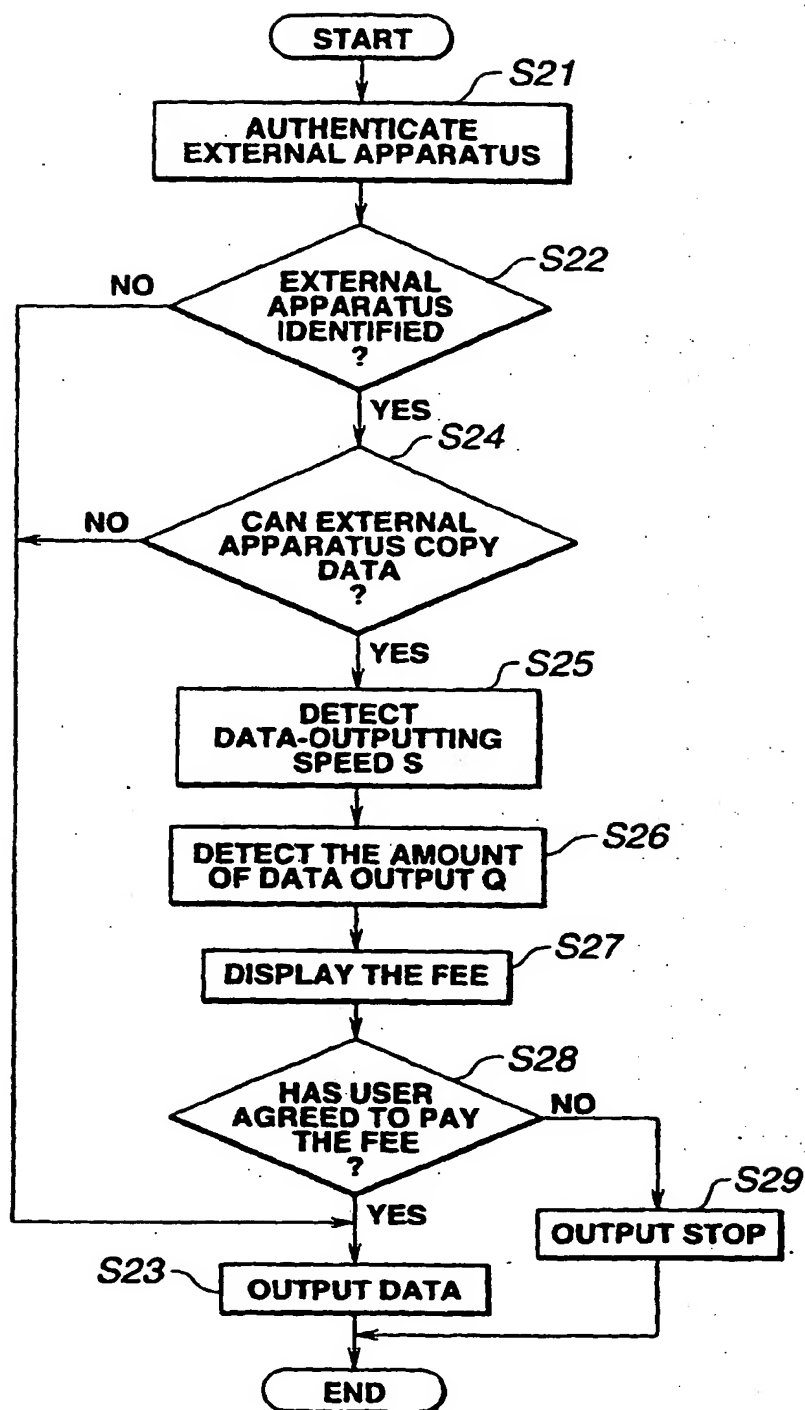 START
S21
AUTHENTICATE
EXTERNAL APPARATUS
S22
NO
EXTERNAL
APPARATUS
IDENTIFIED
?
YES
S24
NO
CAN EXTERNAL
APPARATUS COPY
DATA
?
YES
S25
DETECT
DATA-OUTPUTTING
SPEED S
S26
DETECT THE AMOUNT
OF DATA OUTPUT Q
S27
DISPLAY THE FEE
S28
HAS USER
AGREED TO PAY
THE FEE
?
NO
YES
S29
OUTPUT STOP
S23
OUTPUT DATA
END